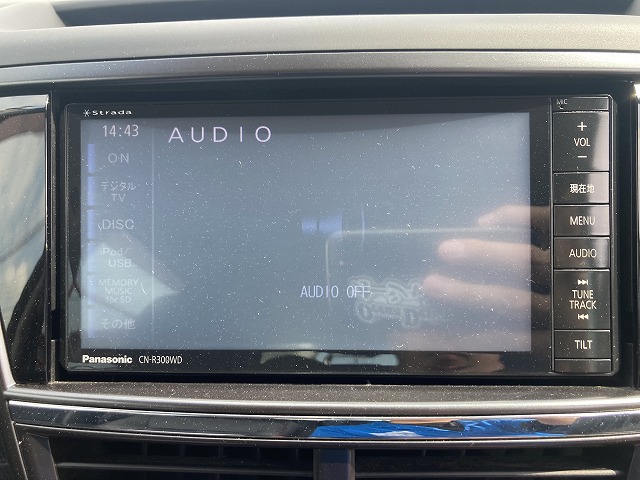 Strada
MIC
14:43
AUDIO
ON
デジタル
TV
DISC
iPod/
USB
MEMORY
MUSIC
for SD
その他
AUDIO OFF
+
VOL
−
現在地
MENU
AUDIO
TUNE
TRACK
TILT
Panasonic CN-R300WD